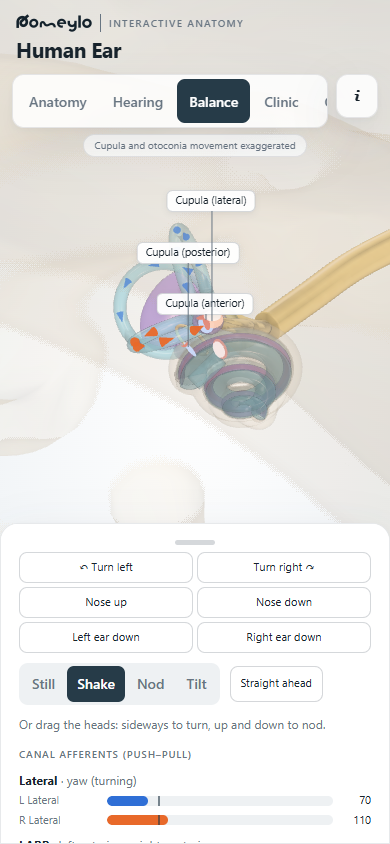 Domeylo INTERACTIVE ANATOMY
Human Ear
Anatomy Hearing Balance Clinic
i
Cupula and otoconia movement exaggerated
Cupula (lateral)
Cupula (posterior)
Cupula (anterior)
↶ Turn left
Turn right ↷
Nose up
Nose down
Left ear down
Right ear down
Still Shake Nod Tilt
Straight ahead
Or drag the heads: sideways to turn, up and down to nod.
CANAL AFFERENTS (PUSH–PULL)
Lateral · yaw (turning)
L Lateral 70
R Lateral 110